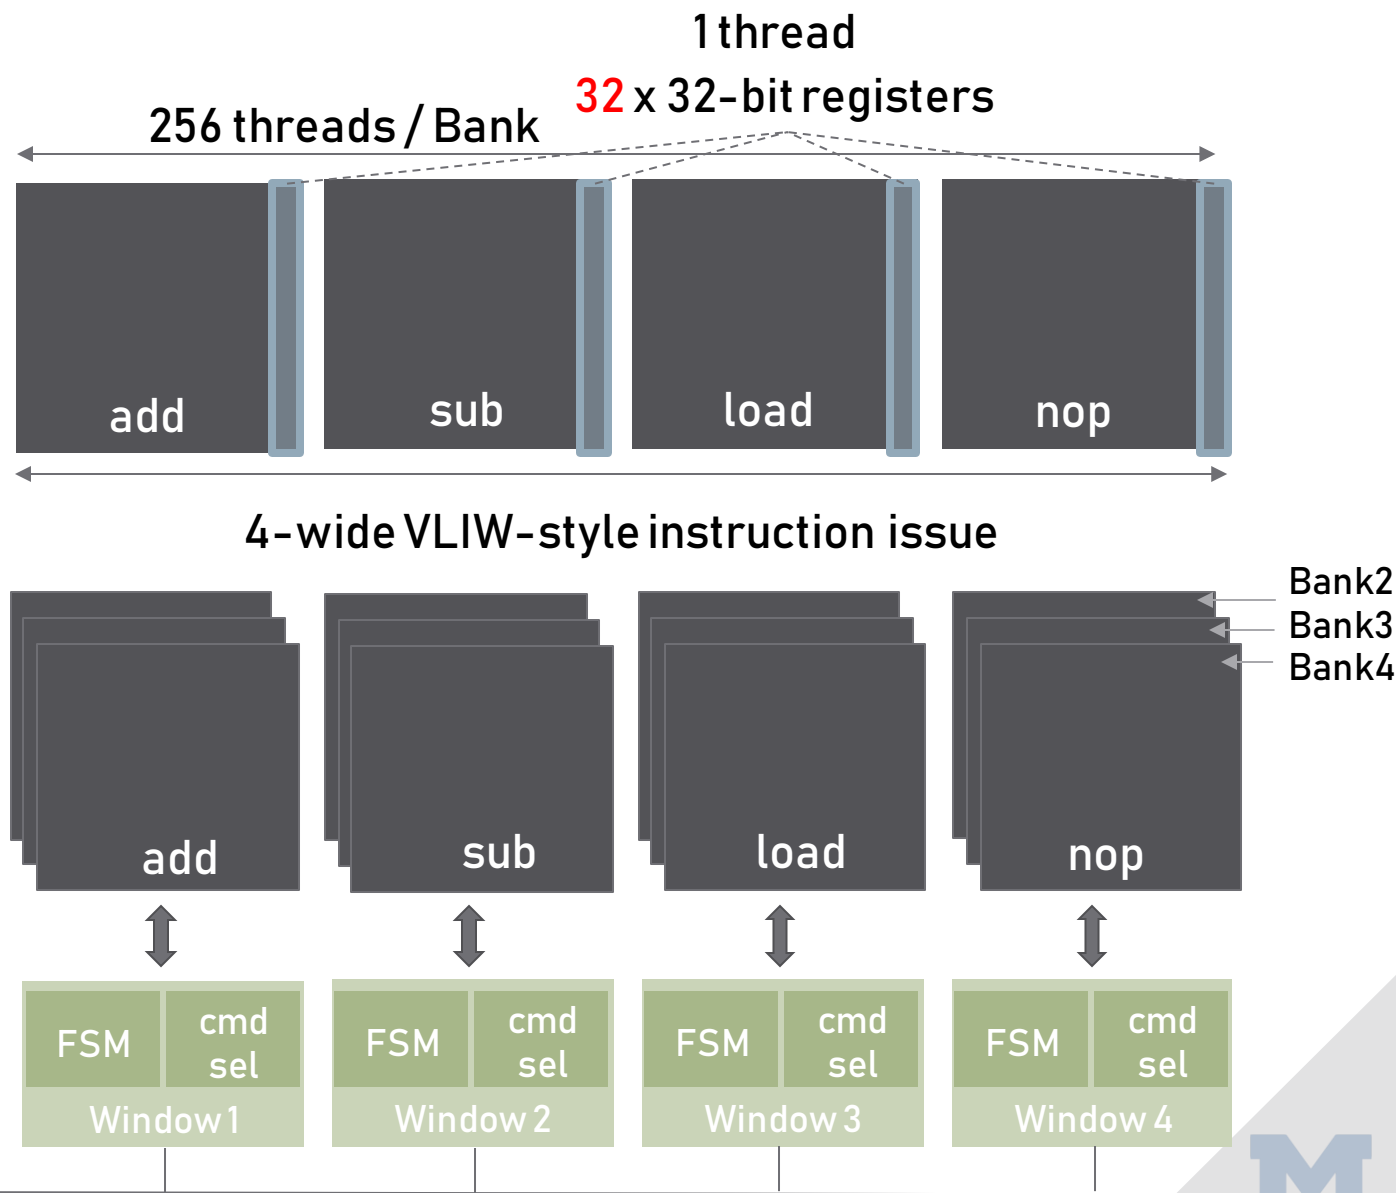 1 thread
32 x 32-bit registers
256 threads / Bank
add
sub
load
nop
4-wide VLIW-style instruction issue
Bank2
Bank3
Bank4
add
sub
load
nop
FSM
cmd
sel
Window 1
FSM
cmd
sel
Window 2
FSM
cmd
sel
Window 3
FSM
cmd
sel
Window 4
M